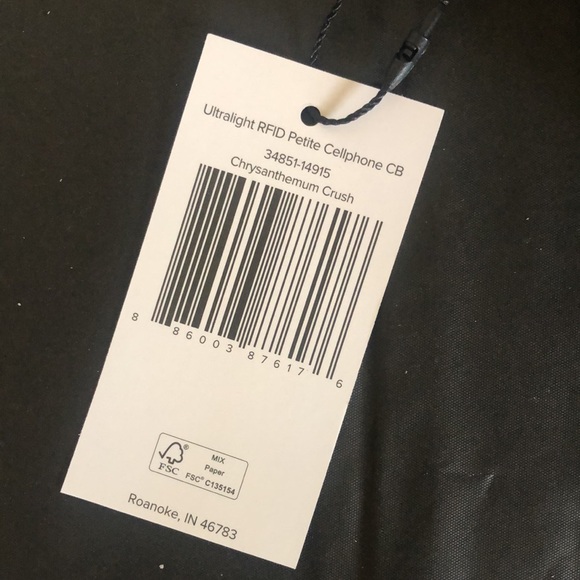 Ultralight RFID Petite Cellphone CB
34851-14915
Chrysanthemum Crush
8 86003 87617 6
FSC®
MIX
Paper
FSC® C135154
Roanoke, IN 46783